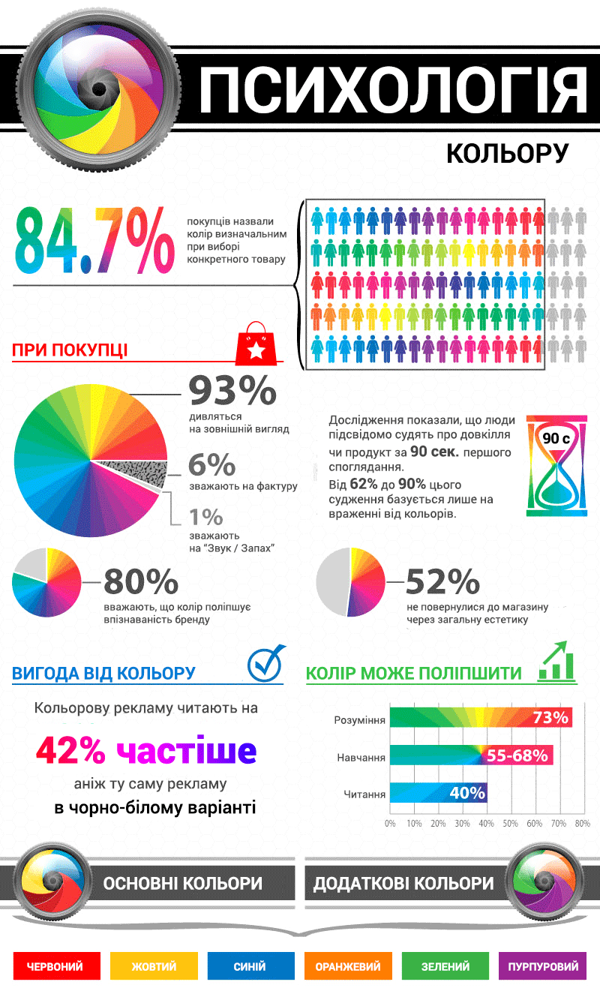 ПСИХОЛОГІЯ
КОЛЬОРУ
84.7%
покупців назвали
колір визначальним
при виборі
конкретного товару
ПРИ ПОКУПЦІ
93%
дивляться
на зовнішній вигляд
6%
зважають на фактуру
1%
зважають
на “Звук / Запах”
Дослідження показали, що люди
підсвідомо судять про довкілля
чи продукт за 90 сек. першого
споглядання.
Від 62% до 90% цього
судження базується лише на
враженні від кольорів.
90 с
80%
вважають, що колір поліпшує
впізнаваність бренду
52%
не повернулися до магазину
через загальну естетику
ВИГОДА ВІД КОЛЬОРУ
Кольорову рекламу читають на
42% частіше
аніж ту саму рекламу
в чорно-білому варіанті
КОЛІР МОЖЕ ПОЛІПШИТИ
Розуміння 73%
Навчання 55-68%
Читання 40%
0% 10% 20% 30% 40% 50% 60% 70% 80%
ОСНОВНІ КОЛЬОРИ
ДОДАТКОВІ КОЛЬОРИ
ЧЕРВОНИЙ ЖОВТИЙ СИНІЙ ОРАНЖЕВИЙ ЗЕЛЕНИЙ ПУРПУРОВИЙ